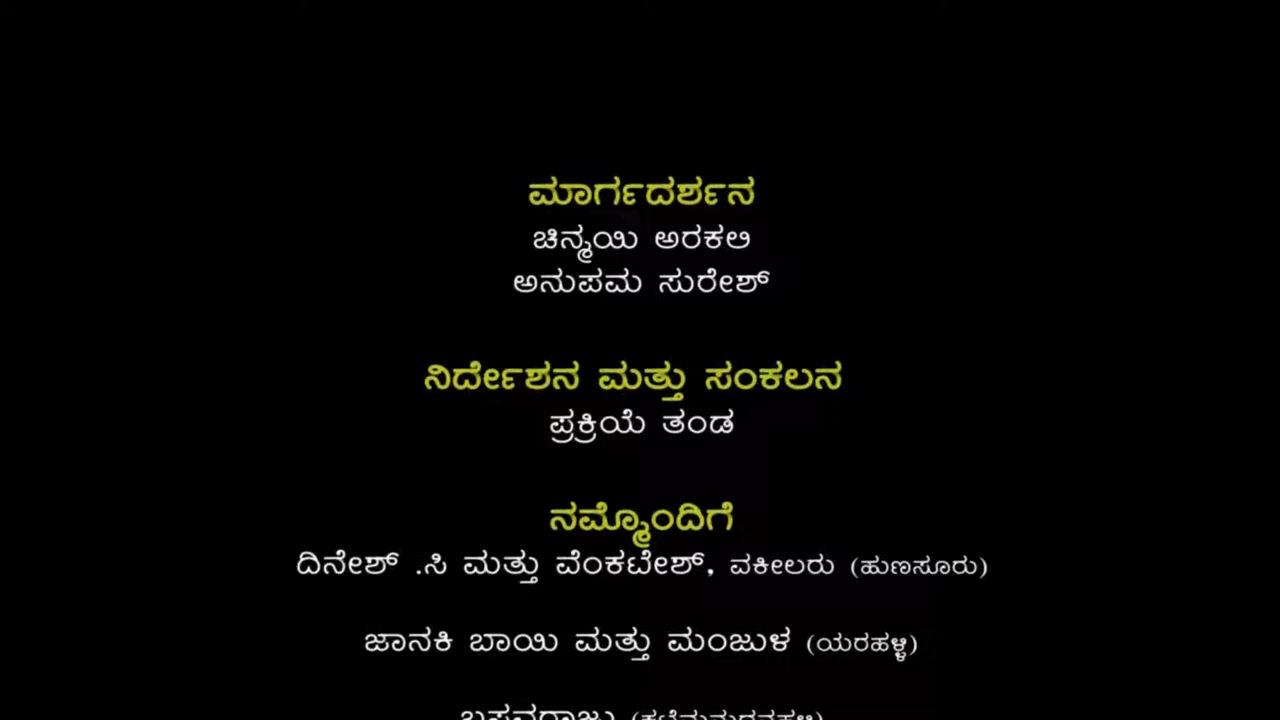 ಮಾರ್ಗದರ್ಶನ
ಚಿನ್ಮಯಿ ಅರಕಲಿ
ಅನುಪಮ ಸುರೇಶ್
ನಿರ್ದೇಶನ ಮತ್ತು ಸಂಕಲನ
ಪ್ರಕ್ರಿಯೆ ತಂಡ
ನಮ್ಮೊಂದಿಗೆ
ದಿನೇಶ್ .ಸಿ ಮತ್ತು ವೆಂಕಟೇಶ್, ವಕೀಲರು (ಹುಣಸೂರು)
ಜಾನಕಿ ಬಾಯಿ ಮತ್ತು ಮಂಜುಳ (ಯರಹಳ್ಳಿ)
ಬಸವರಾಜು